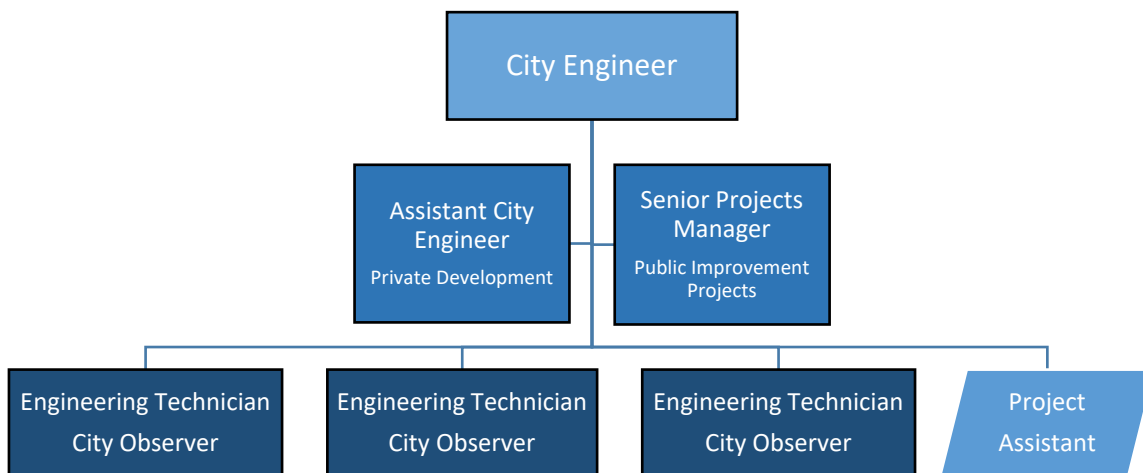 City Engineer
Assistant City
Engineer
Private Development
Senior Projects
Manager
Public Improvement
Projects
Engineering Technician
City Observer
Engineering Technician
City Observer
Engineering Technician
City Observer
Project
Assistant